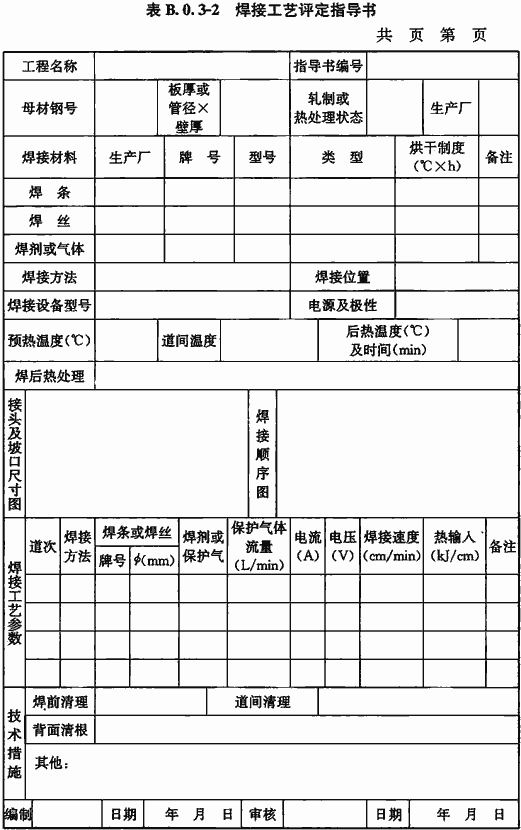 表 B.0.3-2 焊接工艺评定指导书
共 页 第 页
工程名称 指导书编号
母材钢号 板厚或管径×壁厚 轧制或热处理状态 生产厂
焊接材料 生产厂 牌 号 型号 类 型 烘干制度(℃×h) 备注
焊 条
焊 丝
焊剂或气体
焊接方法 焊接位置
焊接设备型号 电源及极性
预热温度(℃) 道间温度 后热温度(℃)及时间(min)
焊后热处理
接头及坡口尺寸图 焊接顺序图
焊接工艺参数 道次 焊接方法 焊条或焊丝 牌号 ϕ(mm) 焊剂或保护气 保护气体流量(L/min) 电流(A) 电压(V) 焊接速度(cm/min) 热输入(kJ/cm) 备注
技术措施 焊前清理 道间清理
背面清根
其他：
编制 日期 年 月 日 审核 日期 年 月 日